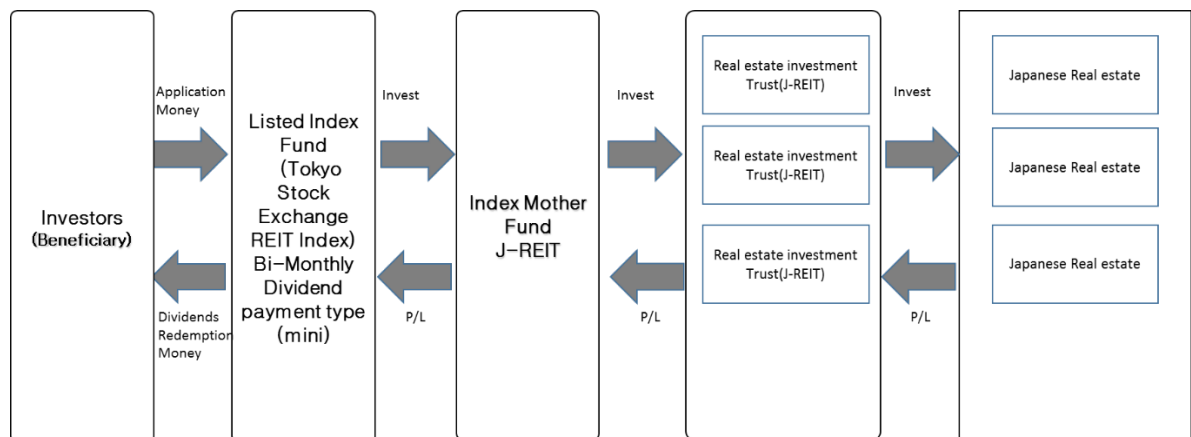 Investors
(Beneficiary)
Application
Money
Dividends
Redemption
Money
Listed Index
Fund
(Tokyo
Stock
Exchange
REIT Index)
Bi-Monthly
Dividend
payment type
(mini)
Invest
P/L
Index Mother
Fund
J-REIT
Invest
P/L
Real estate investment
Trust(J-REIT)
Real estate investment
Trust(J-REIT)
Real estate investment
Trust(J-REIT)
Invest
P/L
Japanese Real estate
Japanese Real estate
Japanese Real estate